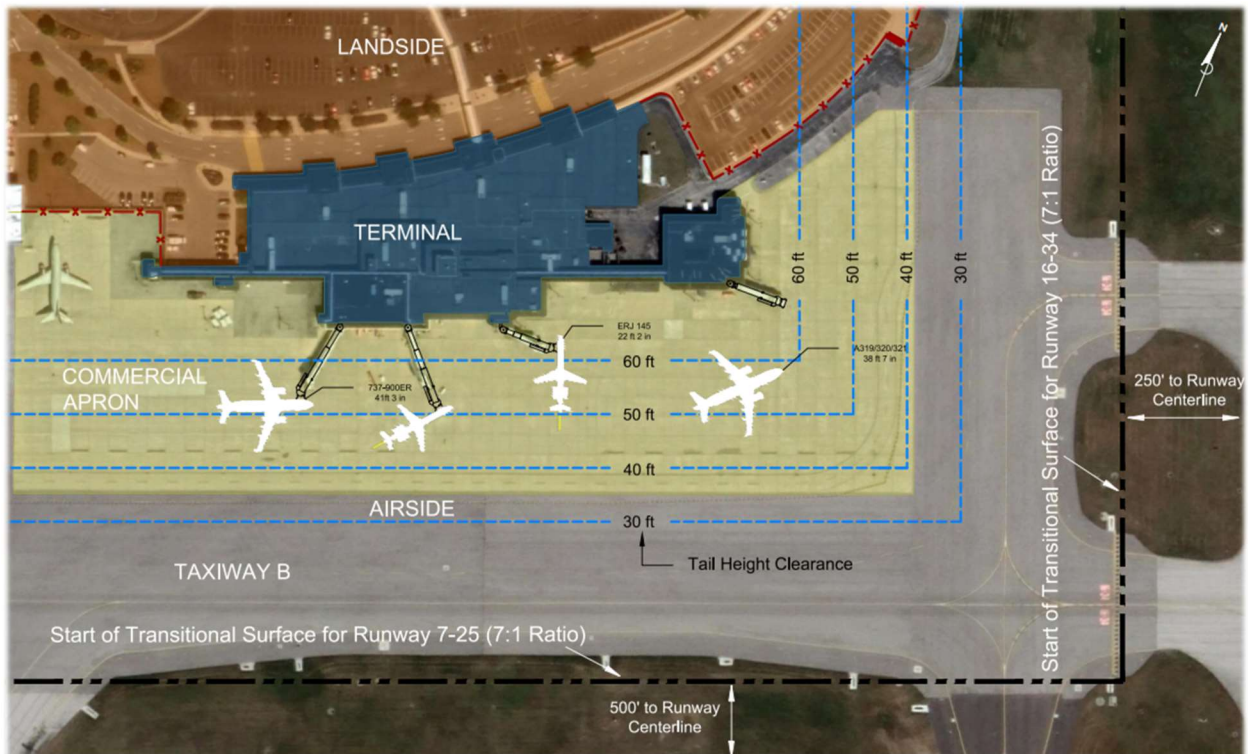 LANDSIDE
N
TERMINAL
60 ft
50 ft
40 ft
30 ft
Start of Transitional Surface for Runway 16-34 (7:1 Ratio)
ERJ 145
22 ft 2 in
A319/320/321
38 ft 7 in
COMMERCIAL
APRON
60 ft
737-900ER
41ft 3 in
250' to Runway
Centerline
50 ft
40 ft
AIRSIDE
30 ft
Tail Height Clearance
TAXIWAY B
Start of Transitional Surface for Runway 7-25 (7:1 Ratio)
500' to Runway
Centerline